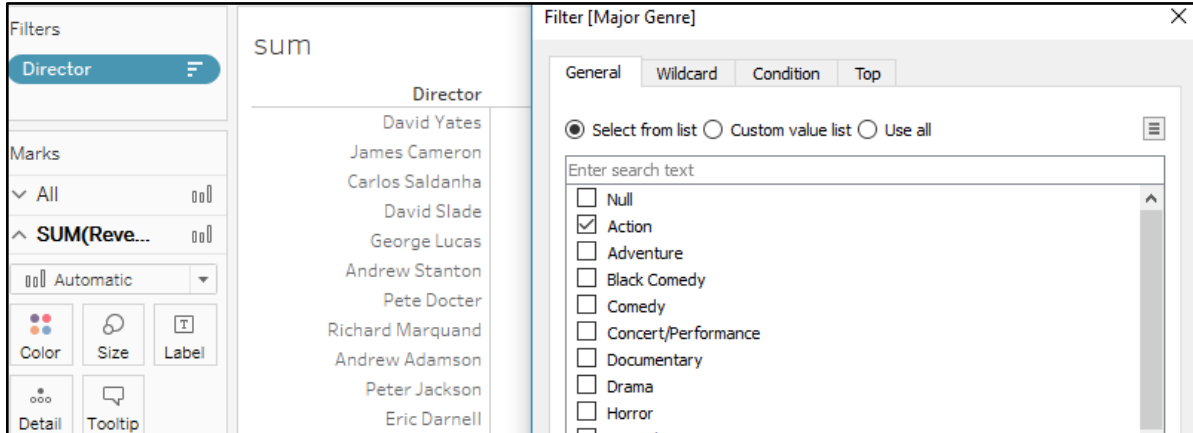 Filters
Director
Marks
All
SUM(Reve...
Automatic
Color Size Label
Detail Tooltip
sum
Director
David Yates
James Cameron
Carlos Saldanha
David Slade
George Lucas
Andrew Stanton
Pete Docter
Richard Marquand
Andrew Adamson
Peter Jackson
Eric Darnell
Filter [Major Genre]
General Wildcard Condition Top
Select from list Custom value list Use all
Enter search text
Null
Action
Adventure
Black Comedy
Comedy
Concert/Performance
Documentary
Drama
Horror